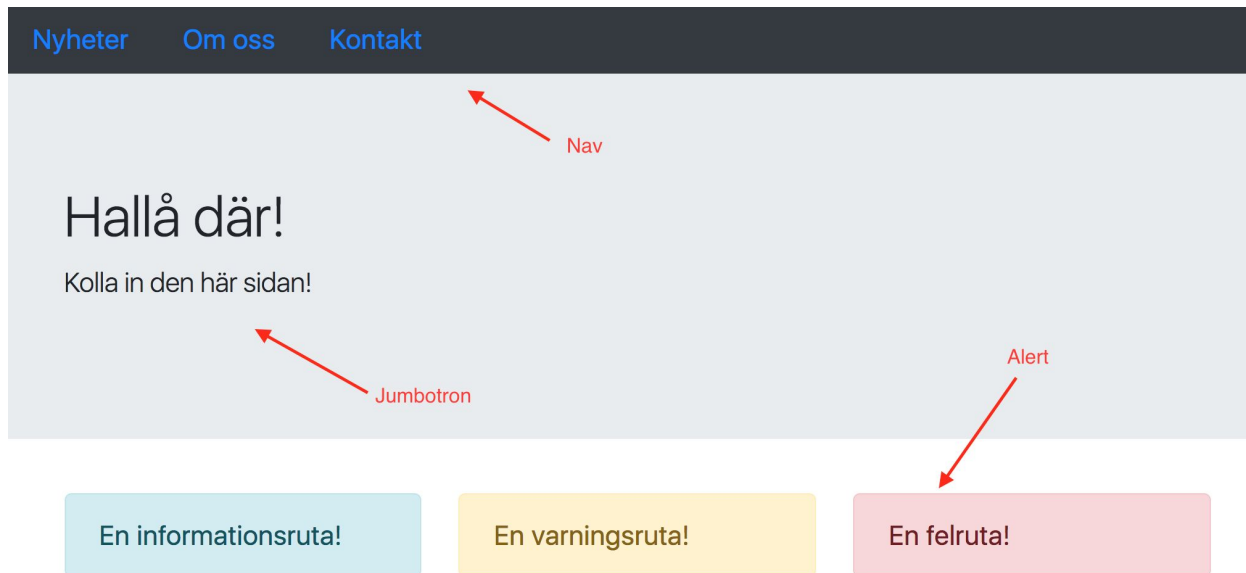 Nyheter Om oss Kontakt
Nav
Hallå där!
Kolla in den här sidan!
Alert
Jumbotron
En informationsruta! En varningsruta! En felruta!